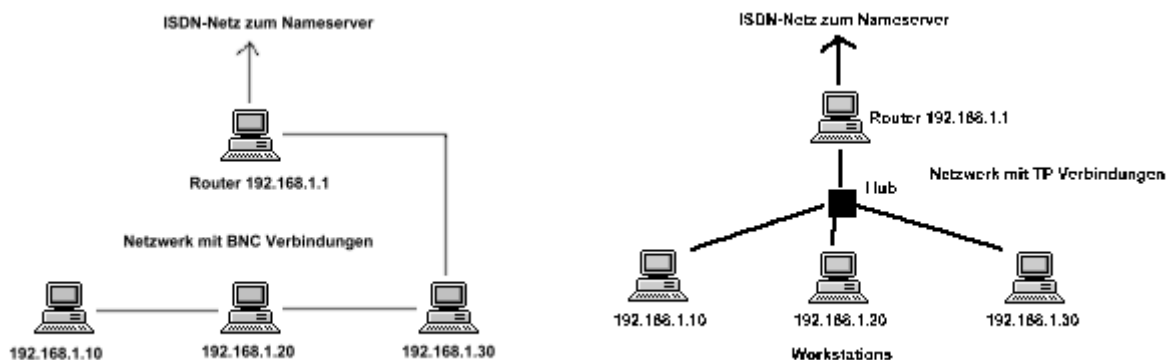 ISDN-Netz zum Nameserver
Router 192.168.1.1
Netzwerk mit BNC Verbindungen
192.168.1.10
192.168.1.20
192.168.1.30
ISDN-Netz zum Nameserver
Router 192.168.1.1
Hub
Netzwerk mit TP Verbindungen
192.168.1.10
192.168.1.20
192.168.1.30
Workstations